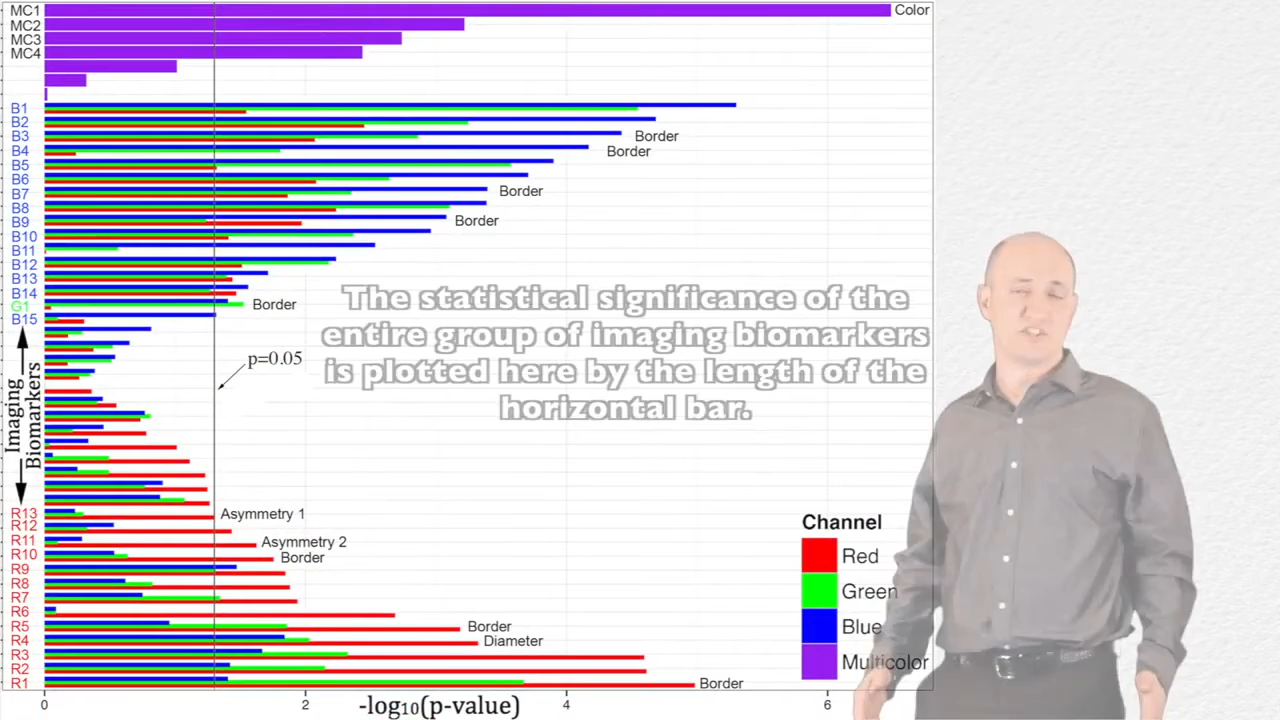 MC1
Color
MC2
MC3
MC4
B1
B2
B3
Border
B4
Border
B5
B6
B7
Border
B8
B9
Border
B10
B11
B12
B13
B14
G1
Border
B15
The statistical significance of the
entire group of imaging biomarkers
is plotted here by the length of the
horizontal bar.
p=0.05
Imaging
Biomarkers
R13
Asymmetry 1
R12
R11
Asymmetry 2
R10
Border
R9
R8
R7
R6
R5
Border
R4
Diameter
R3
R2
R1
Border
Channel
Red
Green
Blue
Multicolor
0
2
4
6
-log10(p-value)